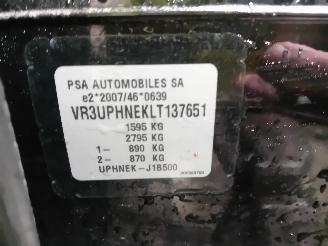 PSA AUTOMOBILES SA
e2*2007/46*0639
VR3UPHNEKLT137651
1595 KG
2795 KG
1- 890 KG
2- 870 KG
UPHNEK-J1B500